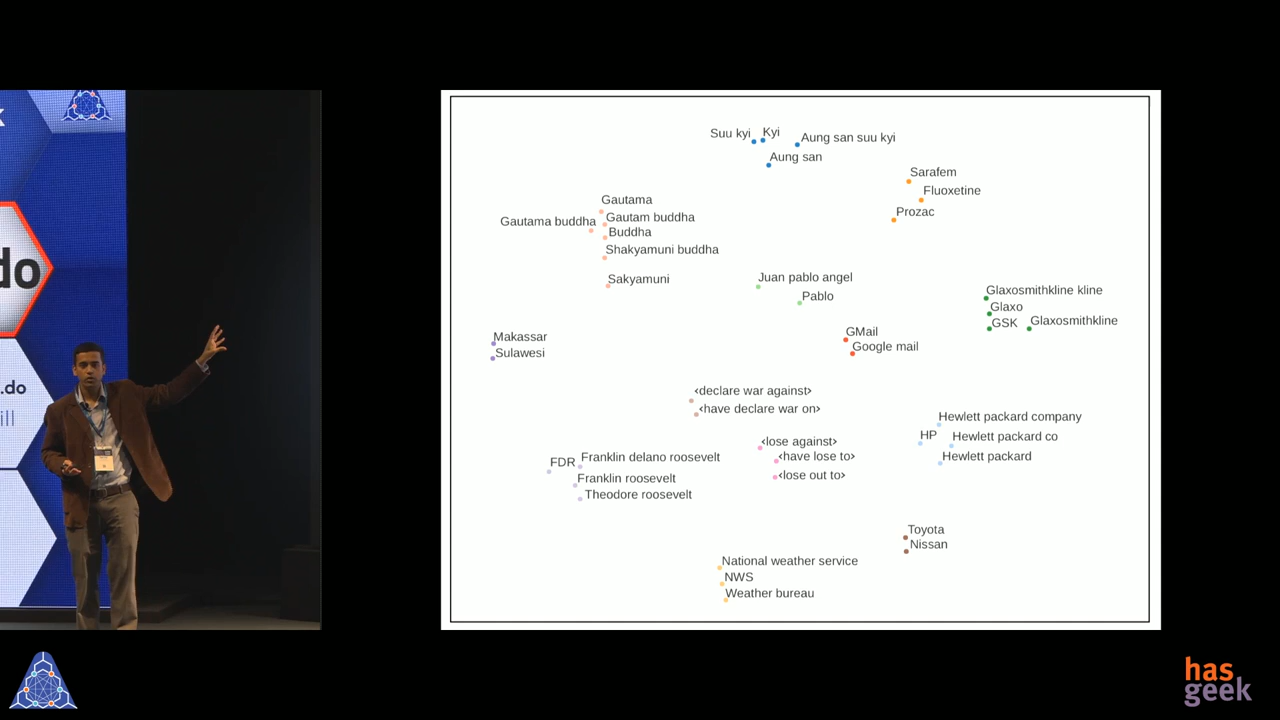 do
.do
ill
Suu kyi
Kyi
Aung san suu kyi
Aung san
Sarafem
Fluoxetine
Prozac
Gautama
Gautama buddha
Gautam buddha
Buddha
Shakyamuni buddha
Sakyamuni
Juan pablo angel
Pablo
Glaxosmithkline kline
Glaxo
GSK
Glaxosmithkline
Makassar
Sulawesi
GMail
Google mail
‹declare war against›
‹have declare war on›
‹lose against›
‹have lose to›
‹lose out to›
Hewlett packard company
HP
Hewlett packard co
Hewlett packard
FDR
Franklin delano roosevelt
Franklin roosevelt
Theodore roosevelt
Toyota
Nissan
National weather service
NWS
Weather bureau
has
geek